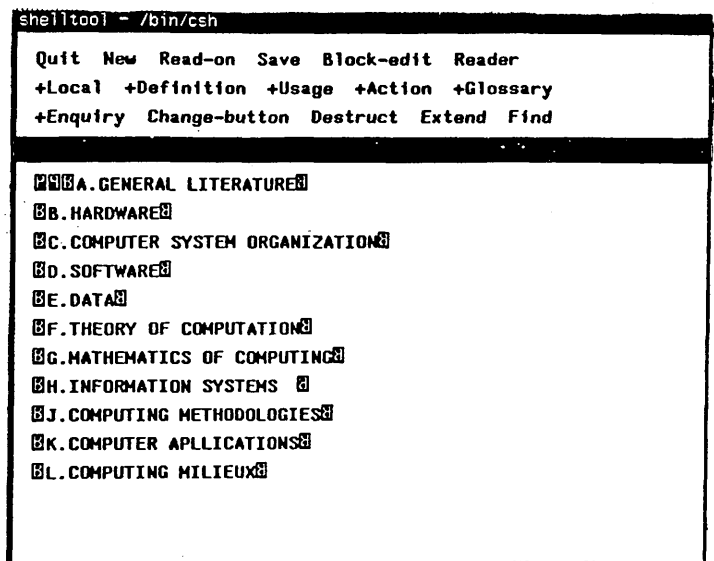 shelltool - /bin/csh
Quit New Read-on Save Block-edit Reader
+Local +Definition +Usage +Action +Glossary
+Enquiry Change-button Destruct Extend Find
A.GENERAL LITERATURE
B.HARDWARE
C.COMPUTER SYSTEM ORGANIZATION
D.SOFTWARE
E.DATA
F.THEORY OF COMPUTATION
G.MATHEMATICS OF COMPUTING
H.INFORMATION SYSTEMS
J.COMPUTING METHODOLOGIES
K.COMPUTER APLLICATIONS
L.COMPUTING MILIEUX